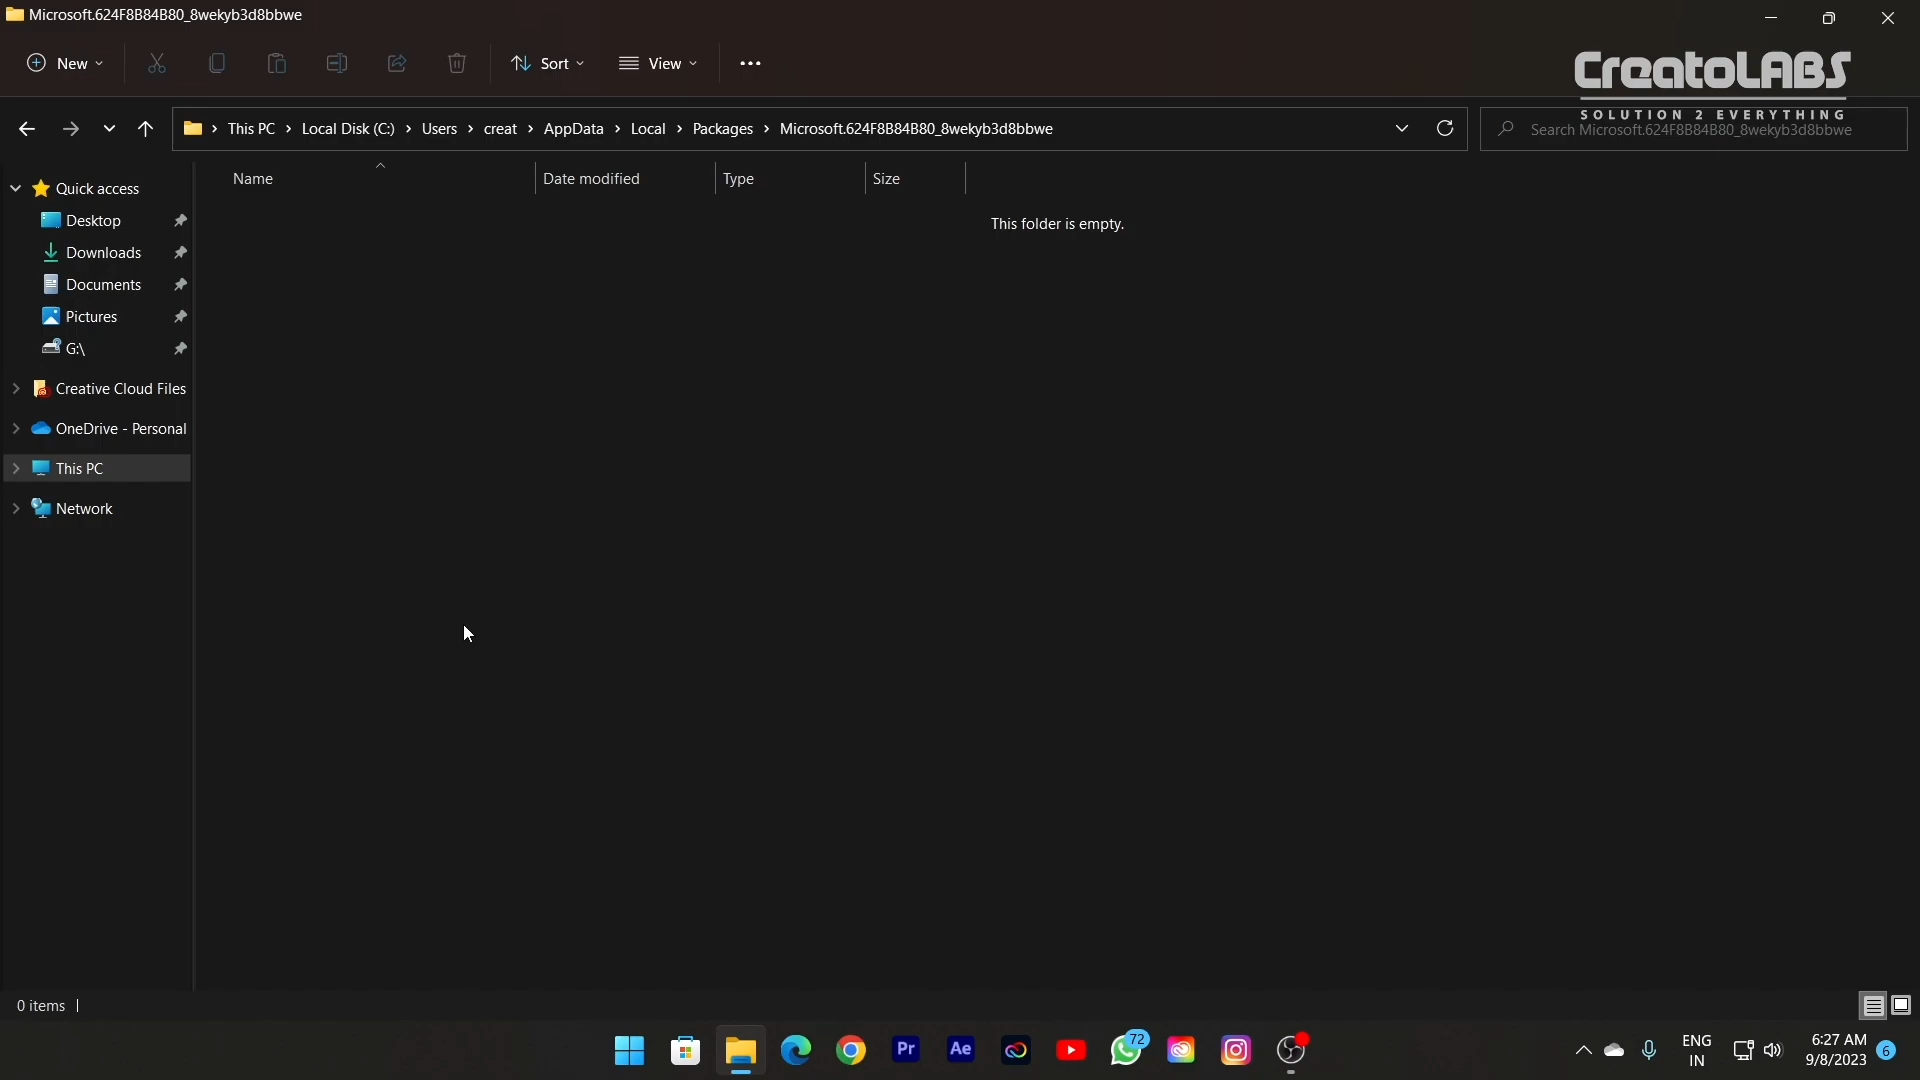 Microsoft.624F8B84B80_8wekyb3d8bbwe
New Sort View
CreatoLABS
SOLUTION 2 EVERYTHING
This PC Local Disk (C:) Users creat AppData Local Packages Microsoft.624F8B84B80_8wekyb3d8bbwe
Search Microsoft.624F8B84B80_8wekyb3d8bbwe
Name Date modified Type Size
This folder is empty.
Quick access
Desktop
Downloads
Documents
Pictures
G:\
Creative Cloud Files
OneDrive - Personal
This PC
Network
0 items
Pr
Ae
72
ENG
IN
6:27 AM
9/8/2023
6